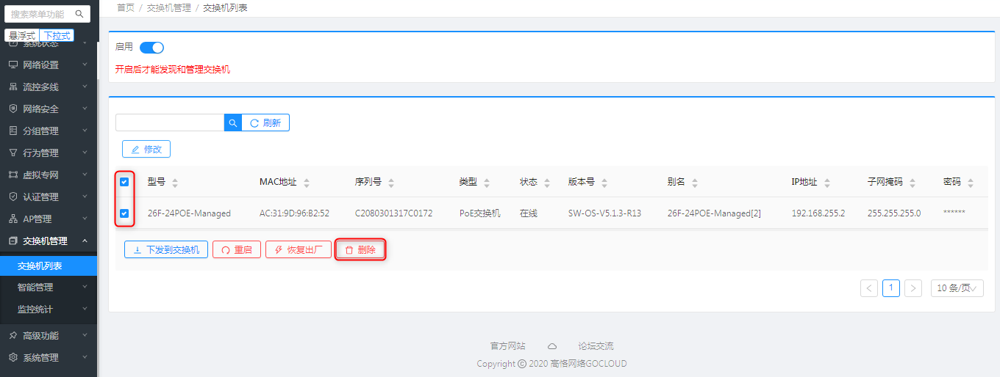 搜索菜单功能
首页 / 交换机管理 / 交换机列表
悬浮式 下拉式
系统状态
网络设置
流控多线
网络安全
分组管理
行为管理
虚拟专网
认证管理
AP管理
交换机管理
交换机列表
智能管理
监控统计
高级功能
系统管理
启用
开启后才能发现和管理交换机
刷新
修改
型号 MAC地址 序列号 类型 状态 版本号 别名 IP地址 子网掩码 密码
26F-24POE-Managed AC:31:9D:96:B2:52 C2080301317C0172 PoE交换机 在线 SW-OS-V5.1.3-R13 26F-24POE-Managed[2] 192.168.255.2 255.255.255.0 ******
下发到交换机 重启 恢复出厂 删除
1 10 条/页
官方网站 论坛交流
Copyright © 2020 高恪网络GOCLOUD